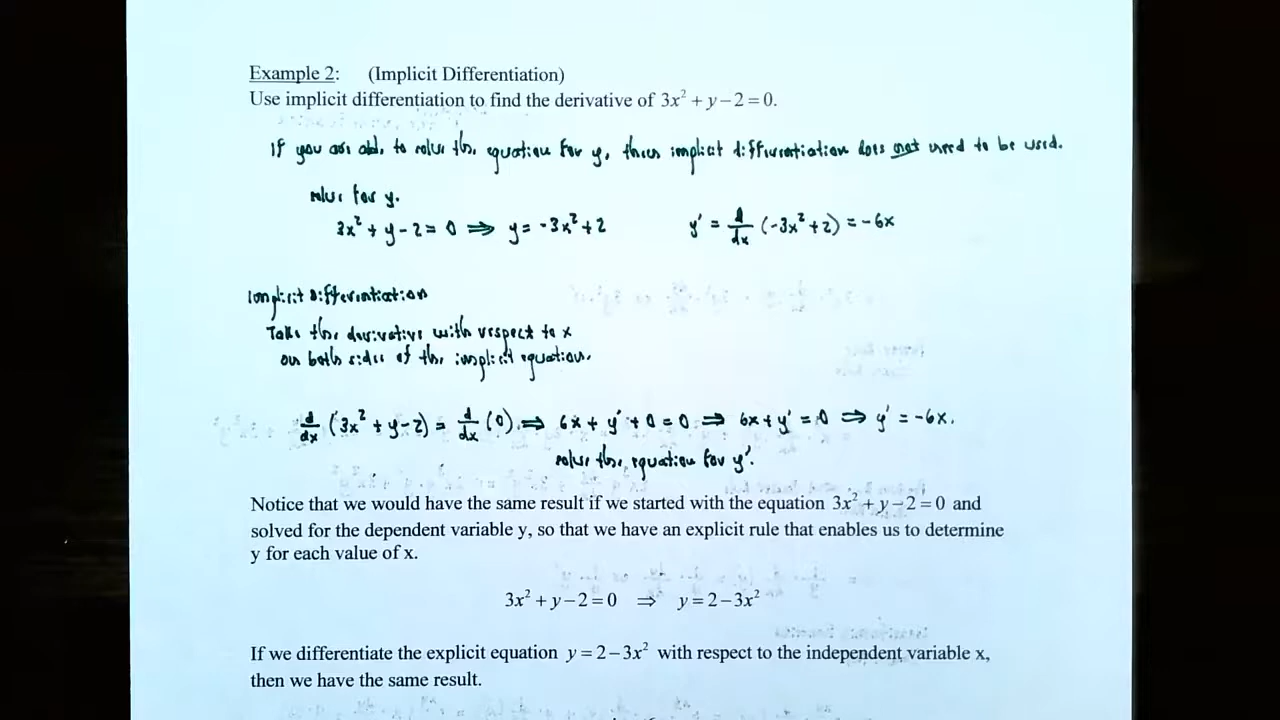 Example 2: (Implicit Differentiation)
Use implicit differentiation to find the derivative of 3x² + y − 2 = 0.
If you are able to solve the equation for y, then implicit differentiation does not need to be used.
solve for y.
3x² + y - 2 = 0 ⇒ y = -3x² + 2    y' = d/dx (-3x² + 2) = -6x
Implicit Differentiation
Take the derivative with respect to x
on both sides of the implicit equation.
d/dx (3x² + y - 2) = d/dx (0) ⇒ 6x + y' + 0 = 0 ⇒ 6x + y' = 0 ⇒ y' = -6x.
solve the equation for y'.
Notice that we would have the same result if we started with the equation 3x² + y − 2 = 0 and
solved for the dependent variable y, so that we have an explicit rule that enables us to determine
y for each value of x.
3x² + y − 2 = 0 ⇒ y = 2 − 3x²
If we differentiate the explicit equation y = 2 − 3x² with respect to the independent variable x,
then we have the same result.